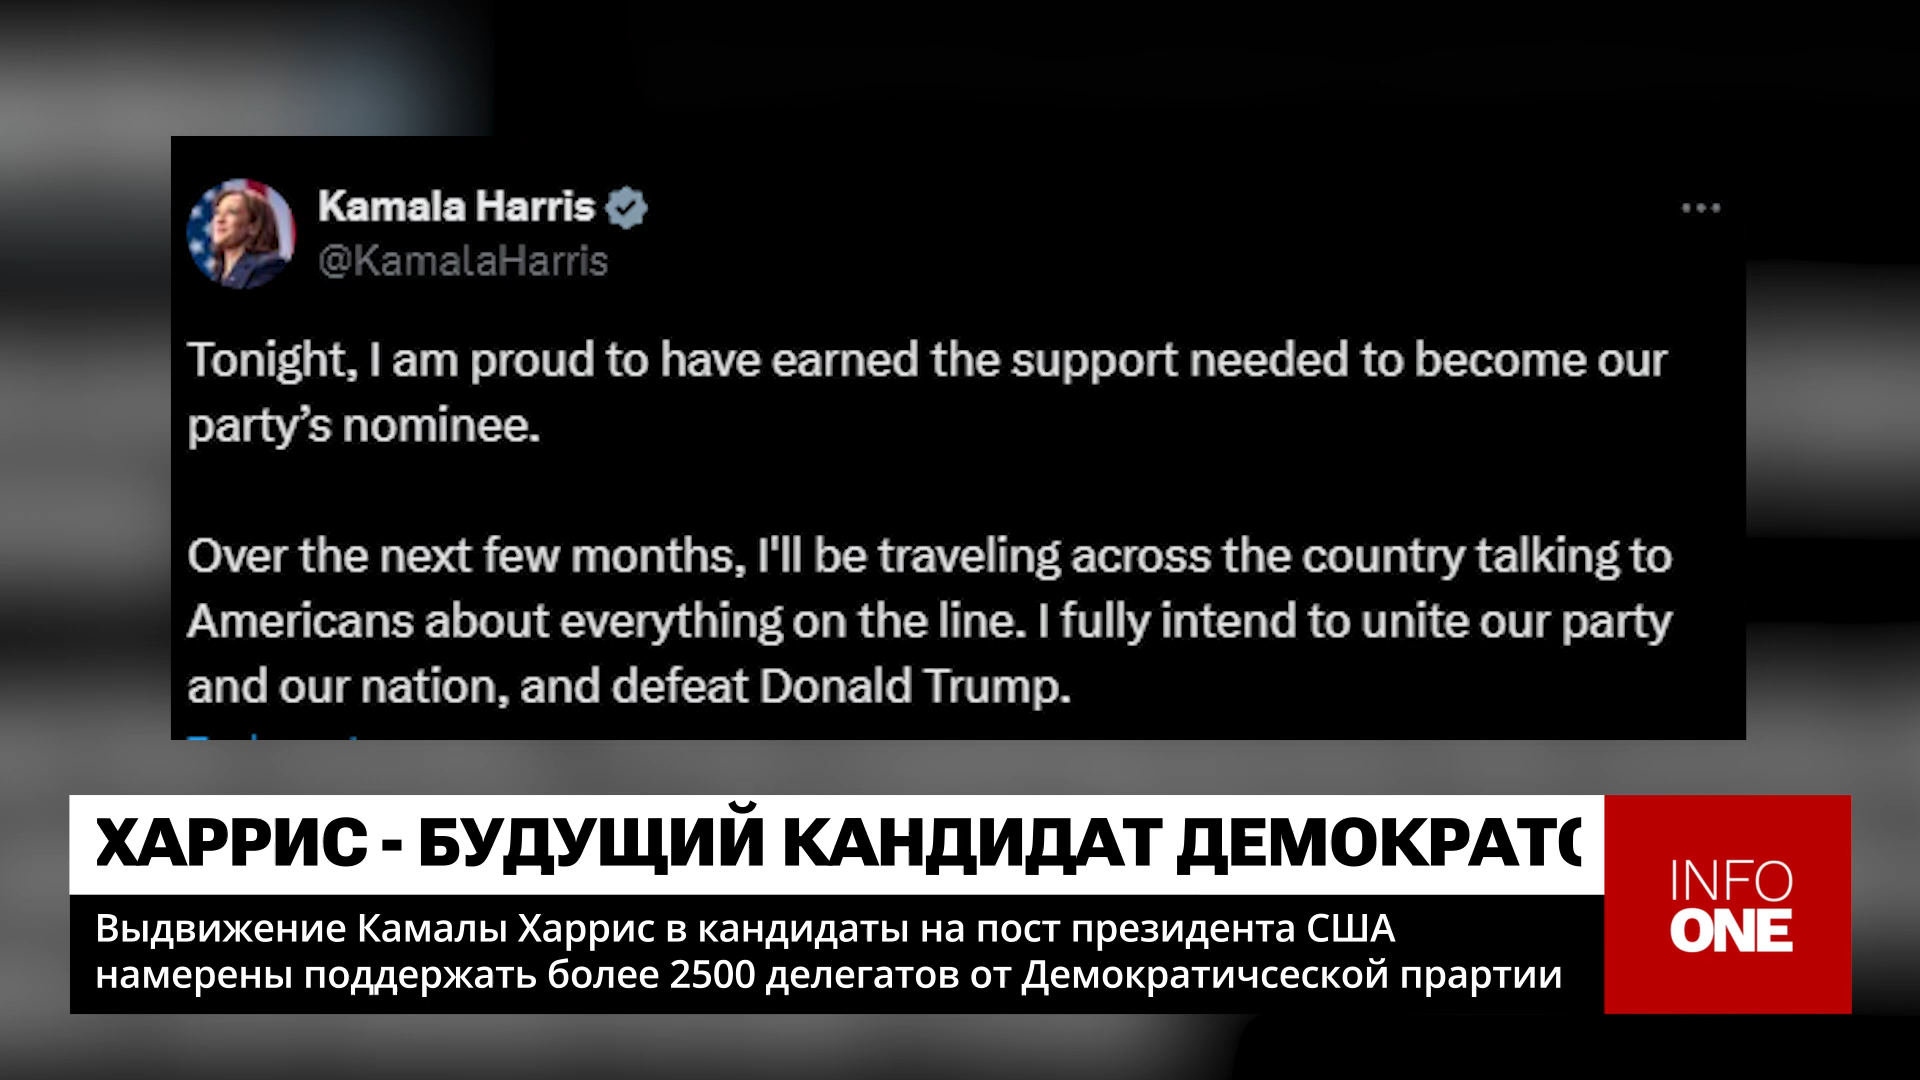 Kamala Harris
@KamalaHarris
Tonight, I am proud to have earned the support needed to become our
party’s nominee.
Over the next few months, I'll be traveling across the country talking to
Americans about everything on the line. I fully intend to unite our party
and our nation, and defeat Donald Trump.
ХАРРИС - БУДУЩИЙ КАНДИДАТ ДЕМОКРАТО
Выдвижение Камалы Харрис в кандидаты на пост президента США
намерены поддержать более 2500 делегатов от Демократичсеской прартии
INFO
ONE